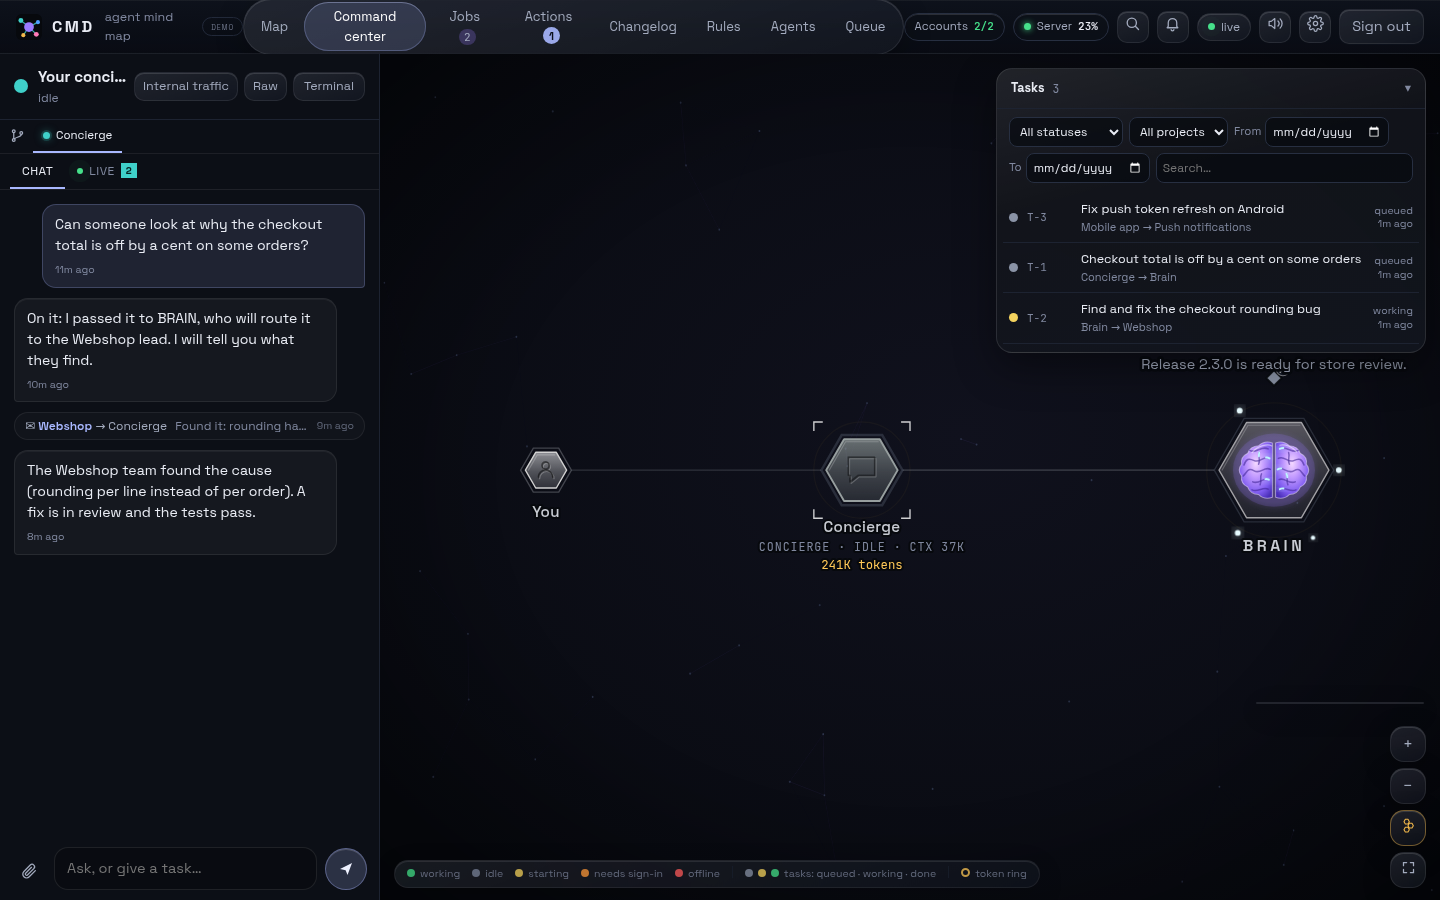 CMD
agent mind
map
DEMO
Map
Command
center
Jobs
2
Actions
1
Changelog
Rules
Agents
Queue
Accounts 2/2
Server 23%
live
Sign out
Your conci...
idle
Internal traffic
Raw
Terminal
Concierge
CHAT
LIVE 2
Can someone look at why the checkout
total is off by a cent on some orders?
11m ago
On it: I passed it to BRAIN, who will route it
to the Webshop lead. I will tell you what
they find.
10m ago
✉ Webshop → Concierge Found it: rounding ha... 9m ago
The Webshop team found the cause
(rounding per line instead of per order). A
fix is in review and the tests pass.
8m ago
Ask, or give a task...
Tasks 3
▼
All statuses
All projects
From
mm/dd/yyyy
To
mm/dd/yyyy
Search...
T-3
Fix push token refresh on Android
queued
Mobile app → Push notifications
1m ago
T-1
Checkout total is off by a cent on some orders
queued
Concierge → Brain
1m ago
T-2
Find and fix the checkout rounding bug
working
Brain → Webshop
1m ago
Release 2.3.0 is ready for store review.
You
Concierge
CONCIERGE · IDLE · CTX 37K
241K tokens
BRAIN
+
−
working
idle
starting
needs sign-in
offline
tasks: queued · working · done
token ring